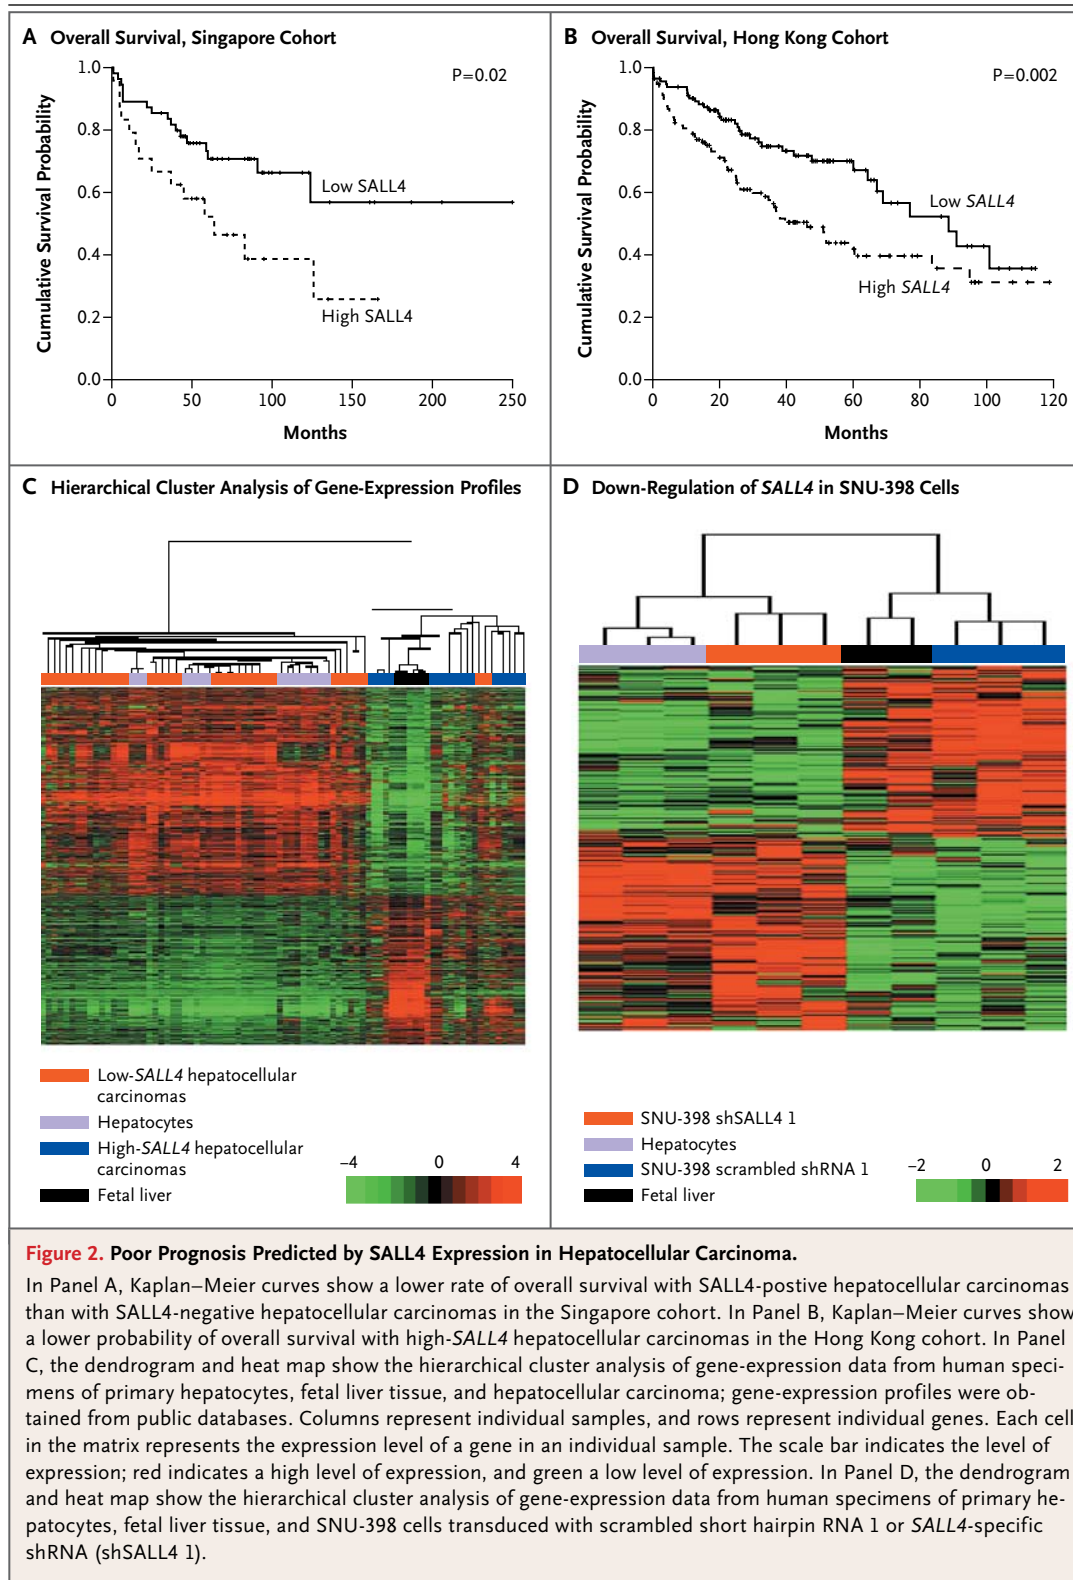 A Overall Survival, Singapore Cohort
P=0.02
Cumulative Survival Probability
1.0
0.8
0.6
0.4
0.2
0.0
Low SALL4
High SALL4
0 50 100 150 200 250
Months
B Overall Survival, Hong Kong Cohort
P=0.002
Cumulative Survival Probability
1.0
0.8
0.6
0.4
0.2
0.0
Low SALL4
High SALL4
0 20 40 60 80 100 120
Months
C Hierarchical Cluster Analysis of Gene-Expression Profiles
Low-SALL4 hepatocellular
carcinomas
Hepatocytes
High-SALL4 hepatocellular
carcinomas
Fetal liver
−4 0 4
D Down-Regulation of SALL4 in SNU-398 Cells
SNU-398 shSALL4 1
Hepatocytes
SNU-398 scrambled shRNA 1
Fetal liver
−2 0 2
Figure 2. Poor Prognosis Predicted by SALL4 Expression in Hepatocellular Carcinoma.
In Panel A, Kaplan–Meier curves show a lower rate of overall survival with SALL4-postive hepatocellular carcinomas
than with SALL4-negative hepatocellular carcinomas in the Singapore cohort. In Panel B, Kaplan–Meier curves show
a lower probability of overall survival with high-SALL4 hepatocellular carcinomas in the Hong Kong cohort. In Panel
C, the dendrogram and heat map show the hierarchical cluster analysis of gene-expression data from human speci-
mens of primary hepatocytes, fetal liver tissue, and hepatocellular carcinoma; gene-expression profiles were ob-
tained from public databases. Columns represent individual samples, and rows represent individual genes. Each cell
in the matrix represents the expression level of a gene in an individual sample. The scale bar indicates the level of
expression; red indicates a high level of expression, and green a low level of expression. In Panel D, the dendrogram
and heat map show the hierarchical cluster analysis of gene-expression data from human specimens of primary he-
patocytes, fetal liver tissue, and SNU-398 cells transduced with scrambled short hairpin RNA 1 or SALL4-specific
shRNA (shSALL4 1).